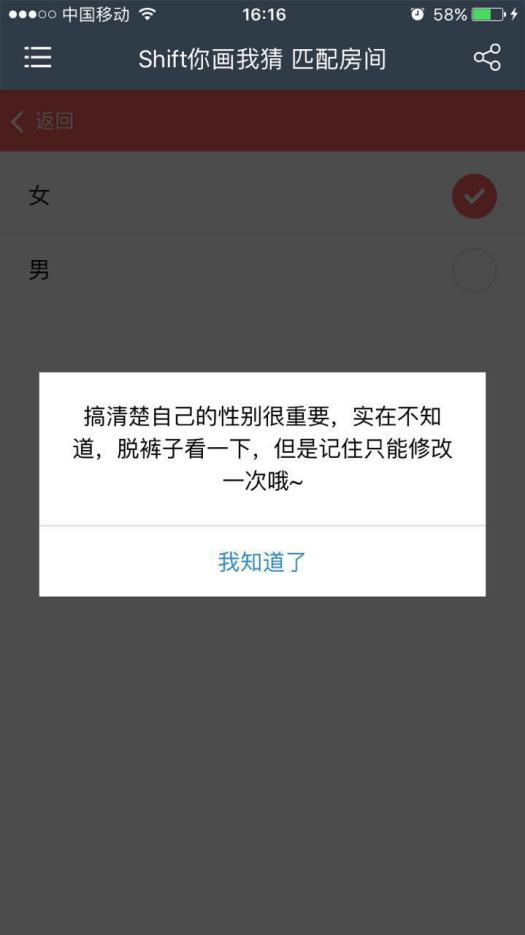 中国移动 16:16 58%
Shift你画我猜 匹配房间
返回
女
男
搞清楚自己的性别很重要，实在不知
道，脱裤子看一下，但是记住只能修改
一次哦~
我知道了